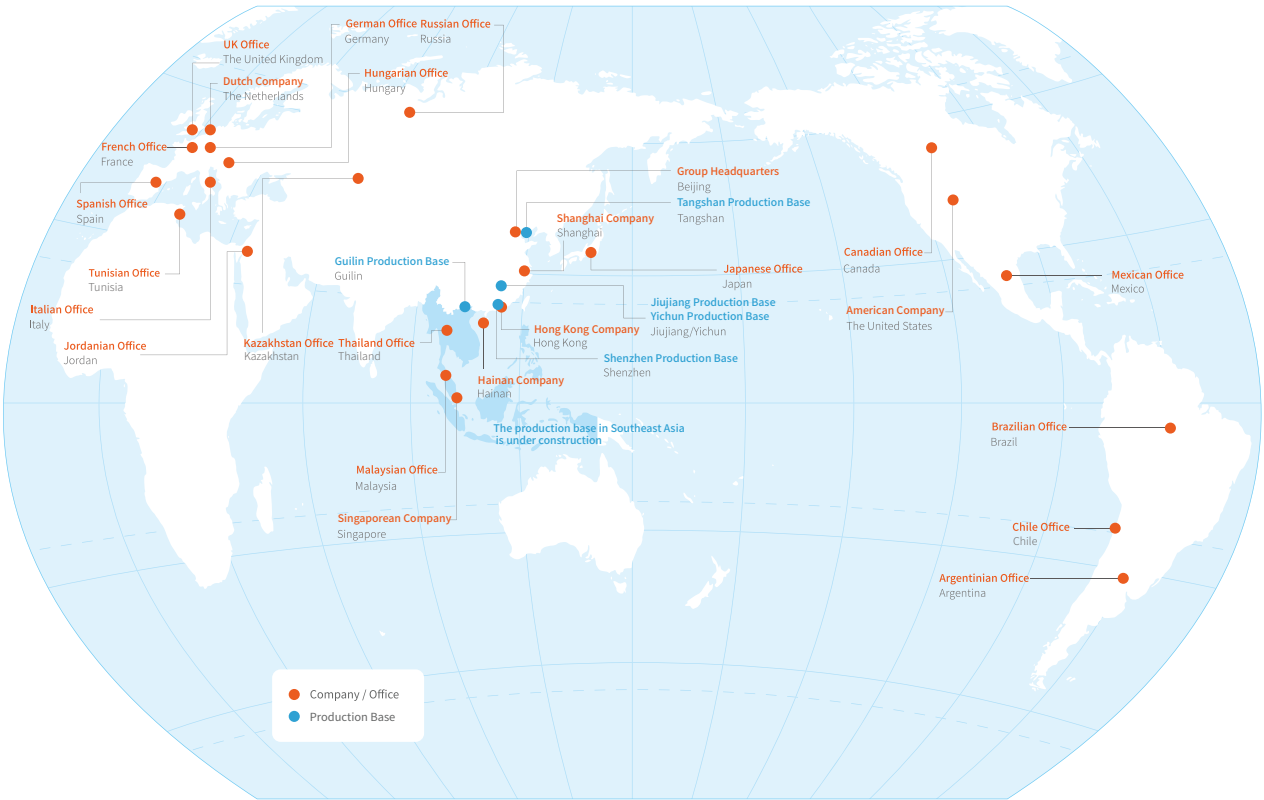 German Office
Germany
Russian Office
Russia
UK Office
The United Kingdom
Dutch Company
The Netherlands
Hungarian Office
Hungary
French Office
France
Spanish Office
Spain
Tunisian Office
Tunisia
Italian Office
Italy
Jordanian Office
Jordan
Kazakhstan Office
Kazakhstan
Thailand Office
Thailand
Guilin Production Base
Guilin
Group Headquarters
Beijing
Tangshan Production Base
Tangshan
Shanghai Company
Shanghai
Japanese Office
Japan
Jiujiang Production Base
Yichun Production Base
Jiujiang/Yichun
Hong Kong Company
Hong Kong
Shenzhen Production Base
Shenzhen
Hainan Company
Hainan
The production base in Southeast Asia
is under construction
Malaysian Office
Malaysia
Singaporean Company
Singapore
Canadian Office
Canada
American Company
The United States
Mexican Office
Mexico
Brazilian Office
Brazil
Chile Office
Chile
Argentinian Office
Argentina
Company / Office
Production Base